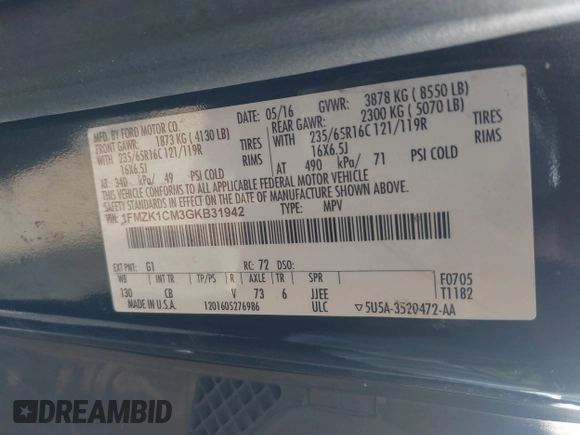 MFD. BY FORD MOTOR CO.
DATE: 05/16 GVWR: 3878 KG ( 8550 LB)
FRONT GAWR: 1873 KG ( 4130 LB) REAR GAWR: 2300 KG ( 5070 LB)
WITH 235/65R16C 121/119R TIRES 235/65R16C 121/119R TIRES
16X6.5J RIMS 16X6.5J RIMS
AT 340 kPa/ 49 PSI COLD AT 490 kPa/ 71 PSI COLD
THIS VEHICLE CONFORMS TO ALL APPLICABLE FEDERAL MOTOR VEHICLE
SAFETY STANDARDS IN EFFECT ON THE DATE OF MANUFACTURE SHOWN ABOVE.
VIN: 1FMZK1CM3GKB31942 TYPE: MPV
EXT PNT: G1 RC: 72 DSO:
WB INT TR TP/PS R AXLE TR SPR F0705
130 CB V 73 6 JJEE T1182
MADE IN U.S.A. 1201605276986 ULC ▽5U5A-3520472-AA
DREAMBID